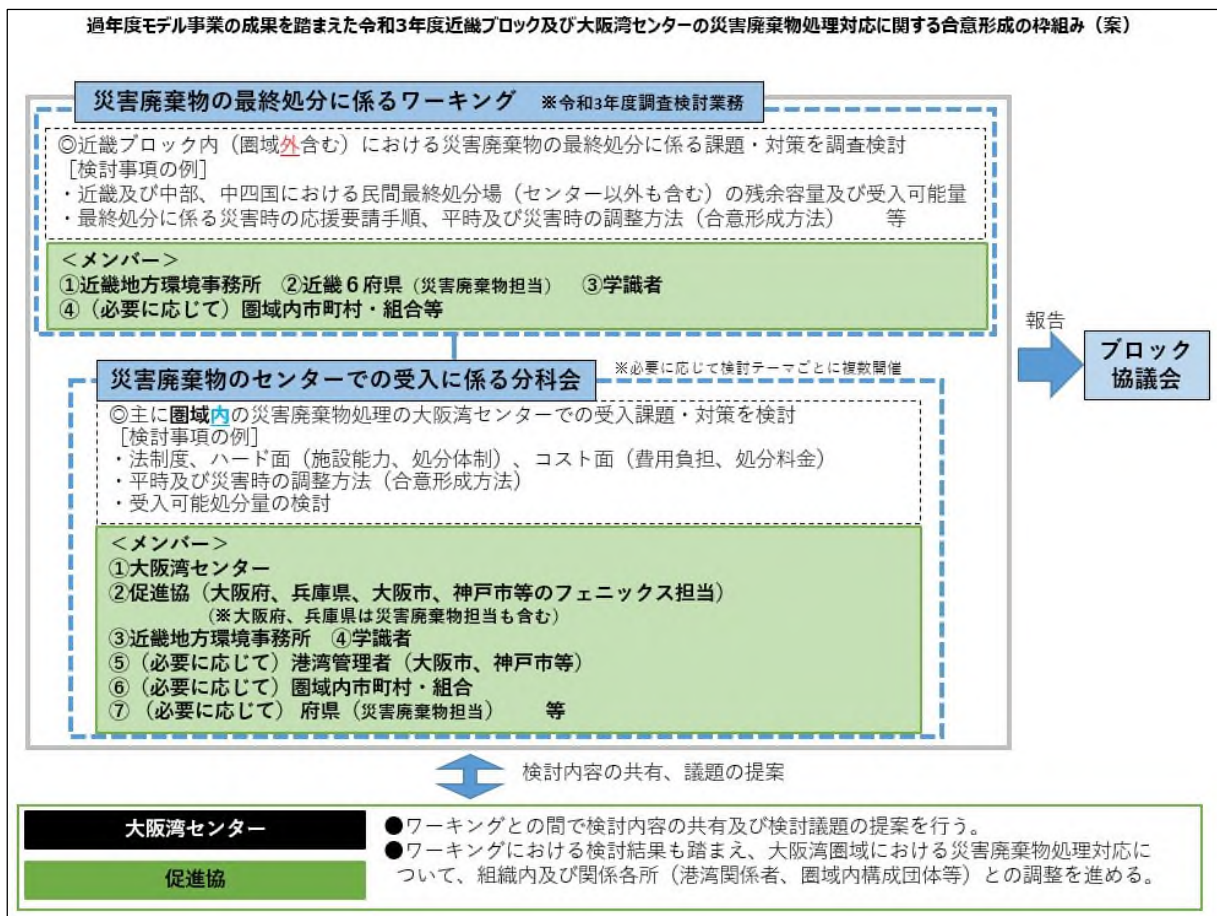 過年度モデル事業の成果を踏まえた令和3年度近畿ブロック及び大阪湾センターの災害廃棄物処理対応に関する合意形成の枠組み（案）
災害廃棄物の最終処分に係るワーキング　※令和3年度調査検討業務
◎近畿ブロック内（圏域外含む）における災害廃棄物の最終処分に係る課題・対策を調査検討
［検討事項の例］
・近畿及び中部、中四国における民間最終処分場（センター以外も含む）の残余容量及び受入可能量
・最終処分に係る災害時の応援要請手順、平時及び災害時の調整方法（合意形成方法）　　等
＜メンバー＞
①近畿地方環境事務所　②近畿６府県（災害廃棄物担当）　③学識者
④（必要に応じて）圏域内市町村・組合等
報告
ブロック
協議会
災害廃棄物のセンターでの受入に係る分科会
※必要に応じて検討テーマごとに複数開催
◎主に圏域内の災害廃棄物処理の大阪湾センターでの受入課題・対策を検討
［検討事項の例］
・法制度、ハード面（施設能力、処分体制）、コスト面（費用負担、処分料金）
・平時及び災害時の調整方法（合意形成方法）
・受入可能処分量の検討
＜メンバー＞
①大阪湾センター
②促進協（大阪府、兵庫県、大阪市、神戸市等のフェニックス担当）
（※大阪府、兵庫県は災害廃棄物担当も含む）
③近畿地方環境事務所　④学識者
⑤（必要に応じて）港湾管理者（大阪市、神戸市等）
⑥（必要に応じて）圏域内市町村・組合
⑦（必要に応じて）府県（災害廃棄物担当）　　等
検討内容の共有、議題の提案
大阪湾センター
促進協
●ワーキングとの間で検討内容の共有及び検討議題の提案を行う。
●ワーキングにおける検討結果も踏まえ、大阪湾圏域における災害廃棄物処理対応に
ついて、組織内及び関係各所（港湾関係者、圏域内構成団体等）との調整を進める。